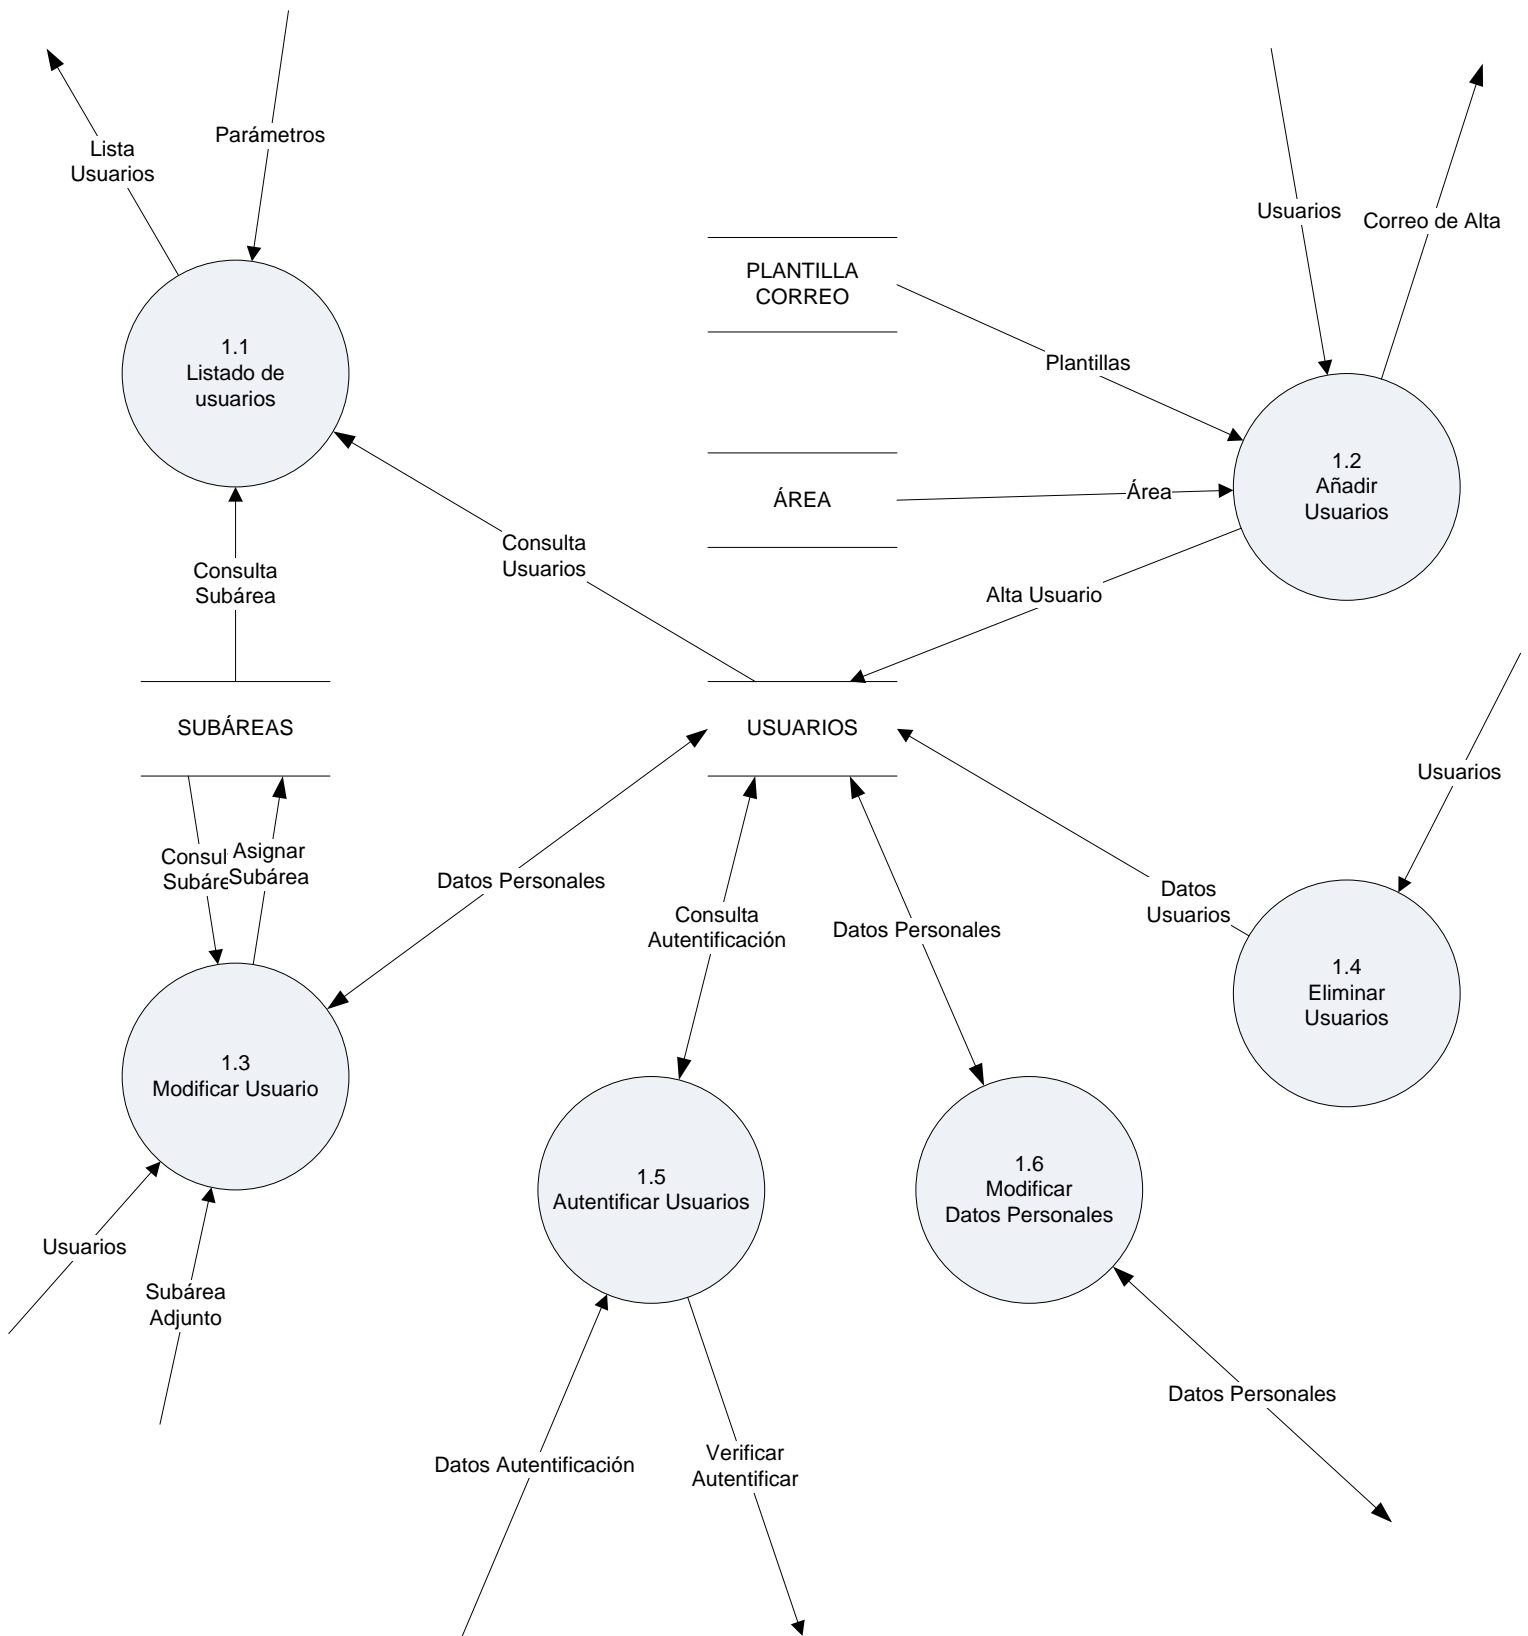 Parámetros
Lista
Usuarios
Usuarios
Correo de Alta
PLANTILLA
CORREO
1.1
Listado de
usuarios
Plantillas
1.2
Añadir
Usuarios
ÁREA
Área
Consulta
Usuarios
Consulta
Subárea
Alta Usuario
SUBÁREAS
USUARIOS
Usuarios
Consul
Subáre
Asignar
Subárea
Datos Personales
Datos
Usuarios
Consulta
Autentificación
Datos Personales
1.4
Eliminar
Usuarios
1.3
Modificar Usuario
1.5
Autentificar Usuarios
1.6
Modificar
Datos Personales
Usuarios
Subárea
Adjunto
Datos Personales
Datos Autentificación
Verificar
Autentificar